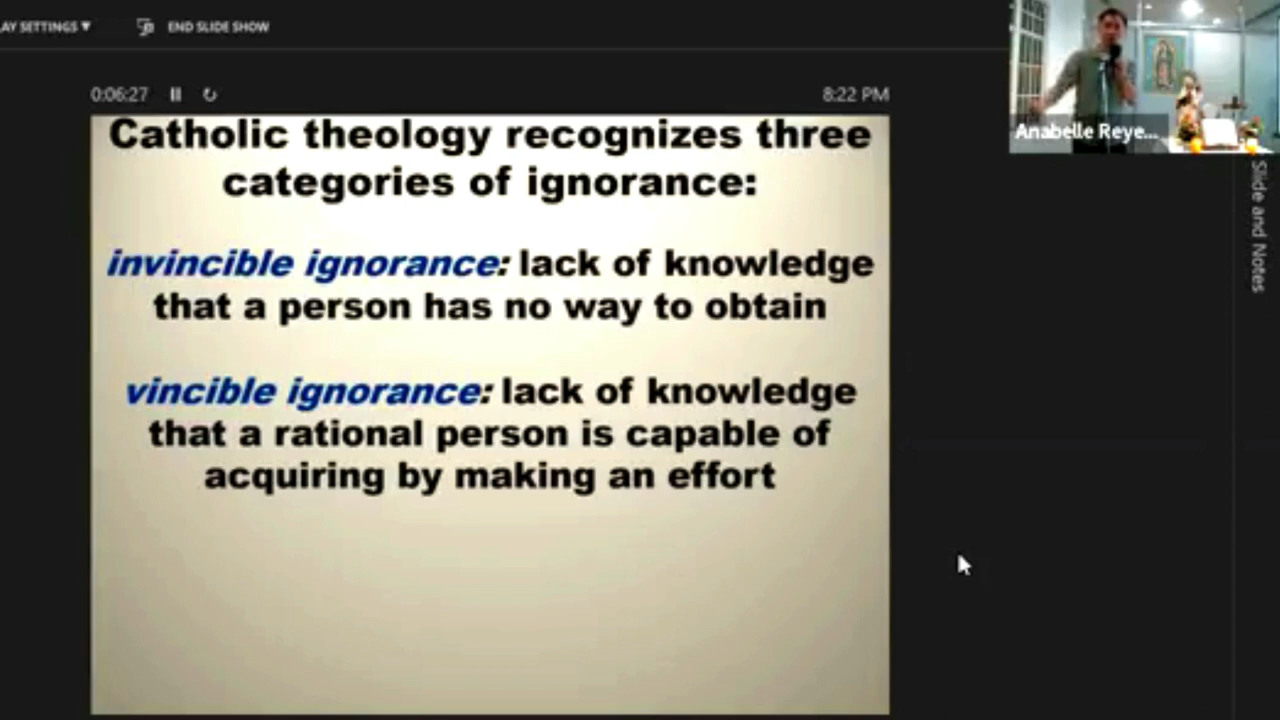 AY SETTINGS ▼ END SLIDE SHOW
0:06:27 8:22 PM
Catholic theology recognizes three
categories of ignorance:
invincible ignorance: lack of knowledge
that a person has no way to obtain
vincible ignorance: lack of knowledge
that a rational person is capable of
acquiring by making an effort
Anabelle Reye...
Slide and Notes